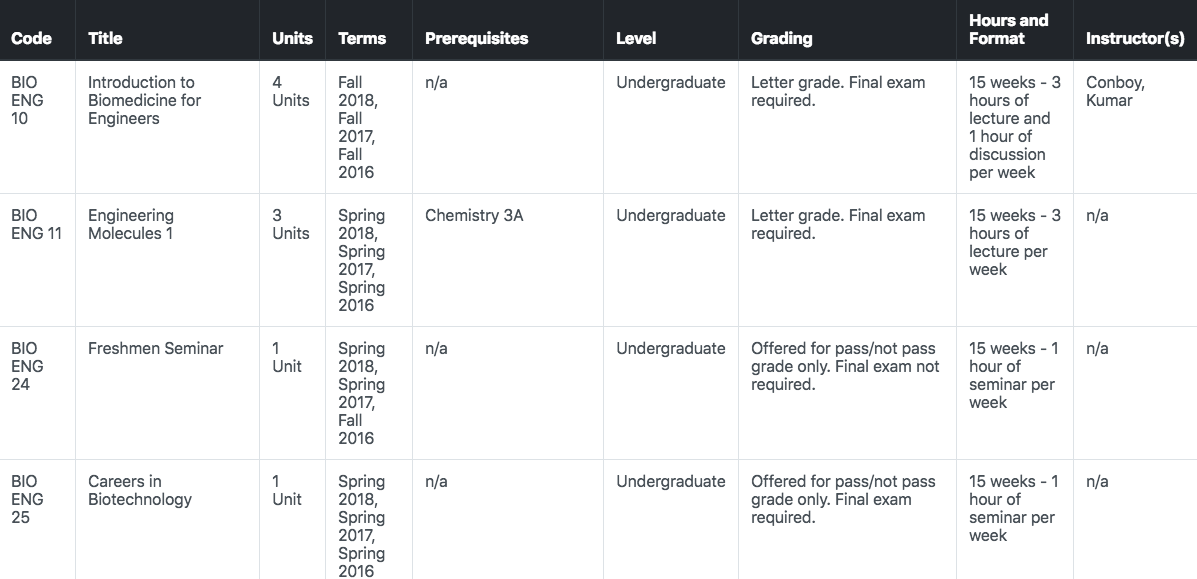 Code Title Units Terms Prerequisites Level Grading Hours and Format Instructor(s)
BIO
ENG
10
Introduction to
Biomedicine for
Engineers
4
Units
Fall
2018,
Fall
2017,
Fall
2016
n/a
Undergraduate
Letter grade. Final exam
required.
15 weeks - 3
hours of
lecture and
1 hour of
discussion
per week
Conboy,
Kumar
BIO
ENG 11
Engineering
Molecules 1
3
Units
Spring
2018,
Spring
2017,
Spring
2016
Chemistry 3A
Undergraduate
Letter grade. Final exam
required.
15 weeks - 3
hours of
lecture per
week
n/a
BIO
ENG
24
Freshmen Seminar
1
Unit
Spring
2018,
Spring
2017,
Fall
2016
n/a
Undergraduate
Offered for pass/not pass
grade only. Final exam not
required.
15 weeks - 1
hour of
seminar per
week
n/a
BIO
ENG
25
Careers in
Biotechnology
1
Unit
Spring
2018,
Spring
2017,
Spring
2016
n/a
Undergraduate
Offered for pass/not pass
grade only. Final exam
required.
15 weeks - 1
hour of
seminar per
week
n/a